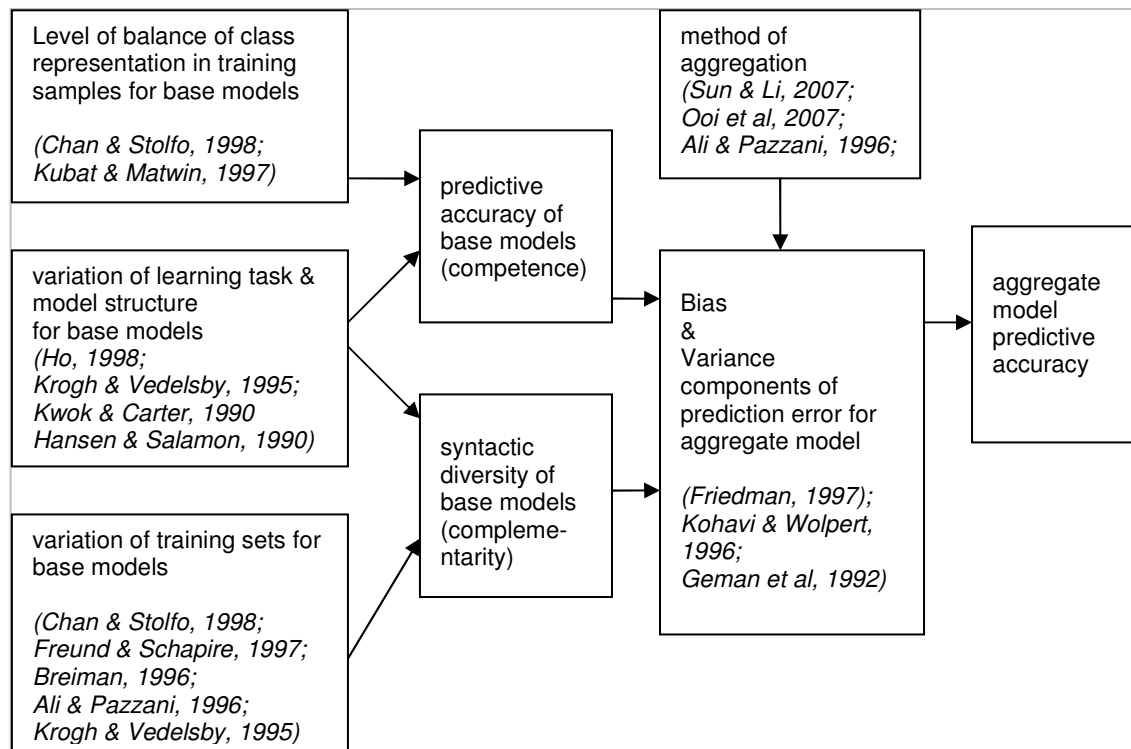 Level of balance of class
representation in training
samples for base models
(Chan & Stolfo, 1998;
Kubat & Matwin, 1997)
variation of learning task &
model structure
for base models
(Ho, 1998;
Krogh & Vedelsby, 1995;
Kwok & Carter, 1990
Hansen & Salamon, 1990)
variation of training sets for
base models
(Chan & Stolfo, 1998;
Freund & Schapire, 1997;
Breiman, 1996;
Ali & Pazzani, 1996;
Krogh & Vedelsby, 1995)
predictive
accuracy of
base models
(competence)
syntactic
diversity of
base models
(compleme-
ntarity)
method of
aggregation
(Sun & Li, 2007;
Ooi et al, 2007;
Ali & Pazzani, 1996;
Bias
&
Variance
components of
prediction error for
aggregate model
(Friedman, 1997);
Kohavi & Wolpert,
1996;
Geman et al, 1992)
aggregate
model
predictive
accuracy